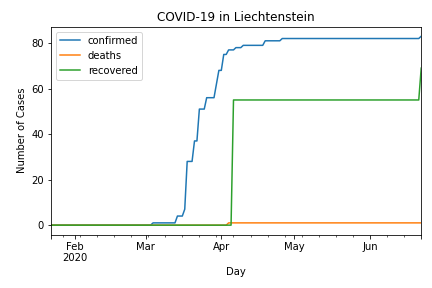 COVID-19 in Liechtenstein
confirmed
deaths
recovered
Number of Cases
80
60
40
20
0
Feb
2020
Mar
Apr
May
Jun
Day